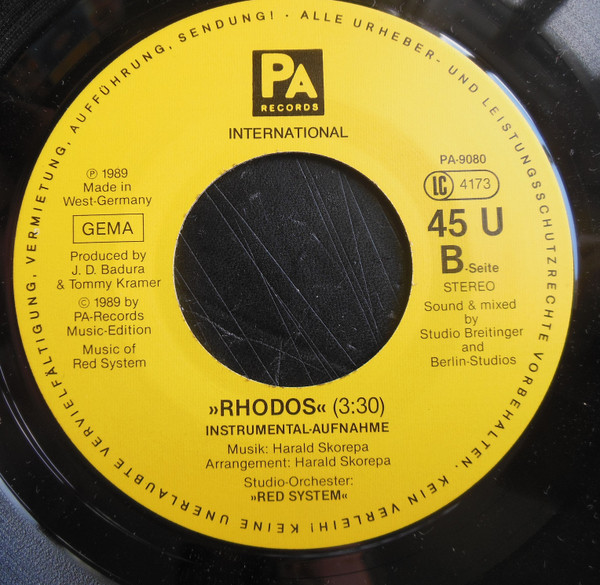 ALLE URHEBER- UND LEISTUNGSSCHUTZRECHTE VORBEHALTEN. KEIN VERLEIH! KEINE UNERLAUBTE VERVIELFÄLTIGUNG, VERMIETUNG, AUFFÜHRUNG, SENDUNG! ·
PA
RECORDS
INTERNATIONAL
℗ 1989
Made in
West-Germany
GEMA
Produced by
J. D. Badura
& Tommy Kramer
© 1989 by
PA-Records
Music-Edition
Music of
Red System
PA-9080
LC 4173
45 U
B-Seite
STEREO
Sound & mixed
by
Studio Breitinger
and
Berlin-Studios
»RHODOS« (3:30)
INSTRUMENTAL-AUFNAHME
Musik: Harald Skorepa
Arrangement: Harald Skorepa
Studio-Orchester:
»RED SYSTEM«